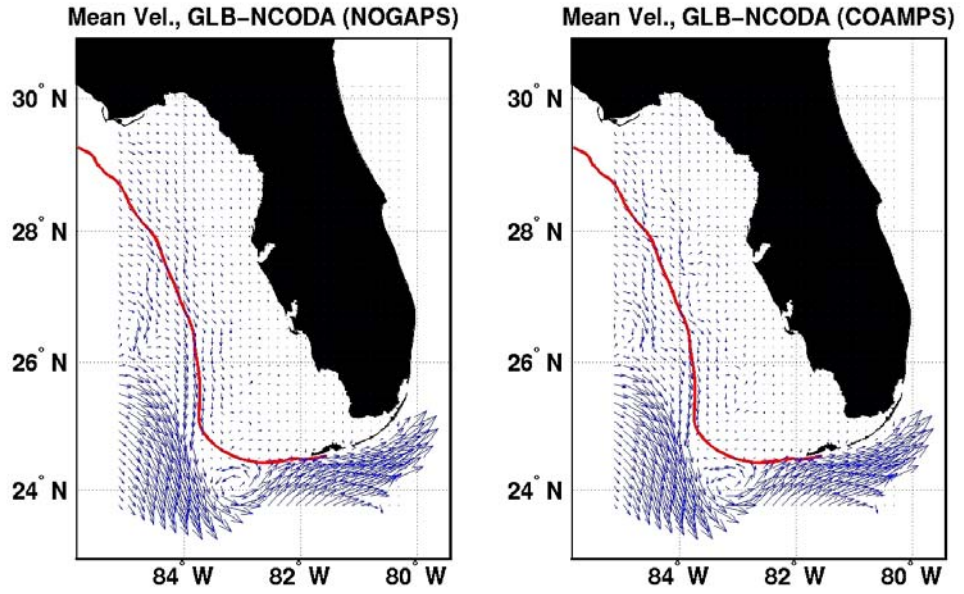 Mean Vel., GLB-NCODA (NOGAPS)
30° N
28° N
26° N
24° N
84° W
82° W
80° W
Mean Vel., GLB-NCODA (COAMPS)
30° N
28° N
26° N
24° N
84° W
82° W
80° W